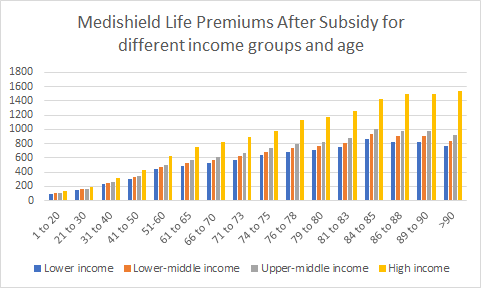 Medishield Life Premiums After Subsidy for
different income groups and age
1800
1600
1400
1200
1000
800
600
400
200
0
1 to 20
21 to 30
31 to 40
41 to 50
51-60
61 to 65
66 to 70
71 to 73
74 to 75
76 to 78
79 to 80
81 to 83
84 to 85
86 to 88
89 to 90
>90
Lower income Lower-middle income Upper-middle income High income